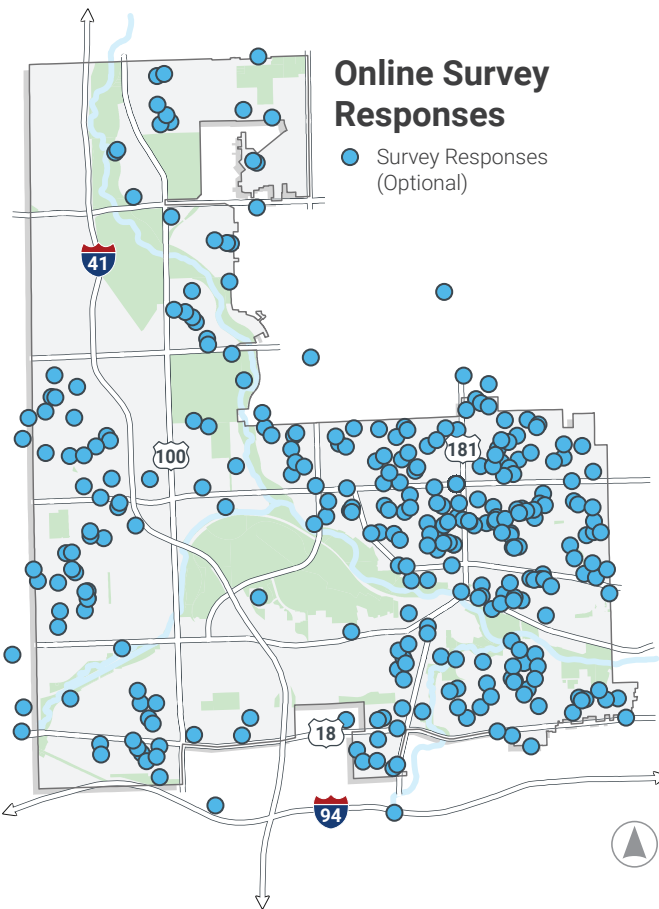 Online Survey
Responses
Survey Responses
(Optional)
41
100
181
18
94